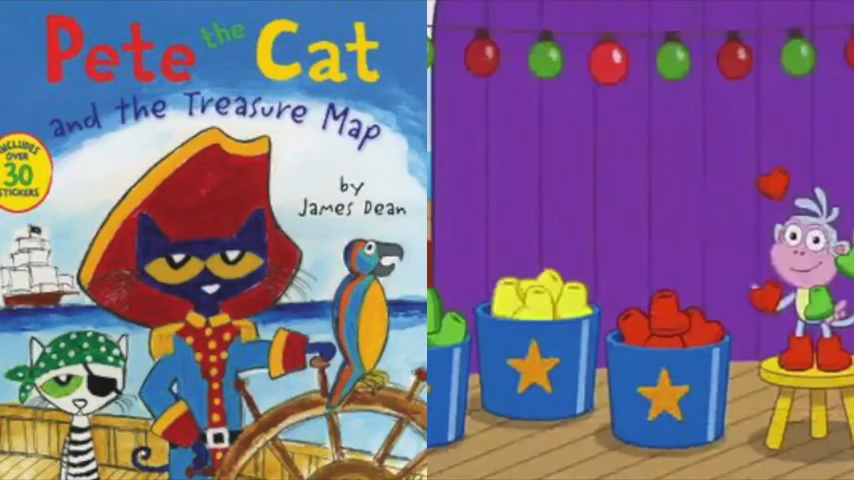 Pete the Cat
and the Treasure Map
by
James Dean
INCLUDES
OVER
30
STICKERS